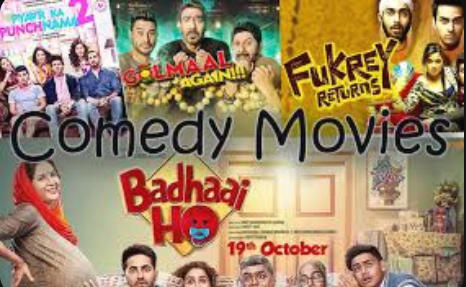 PYAAR KA
PUNCHNAMA 2
GOLMAAL
AGAIN!!!
FUKREY
RETURNS
Comedy Movies
Badhaai
HO
19th October